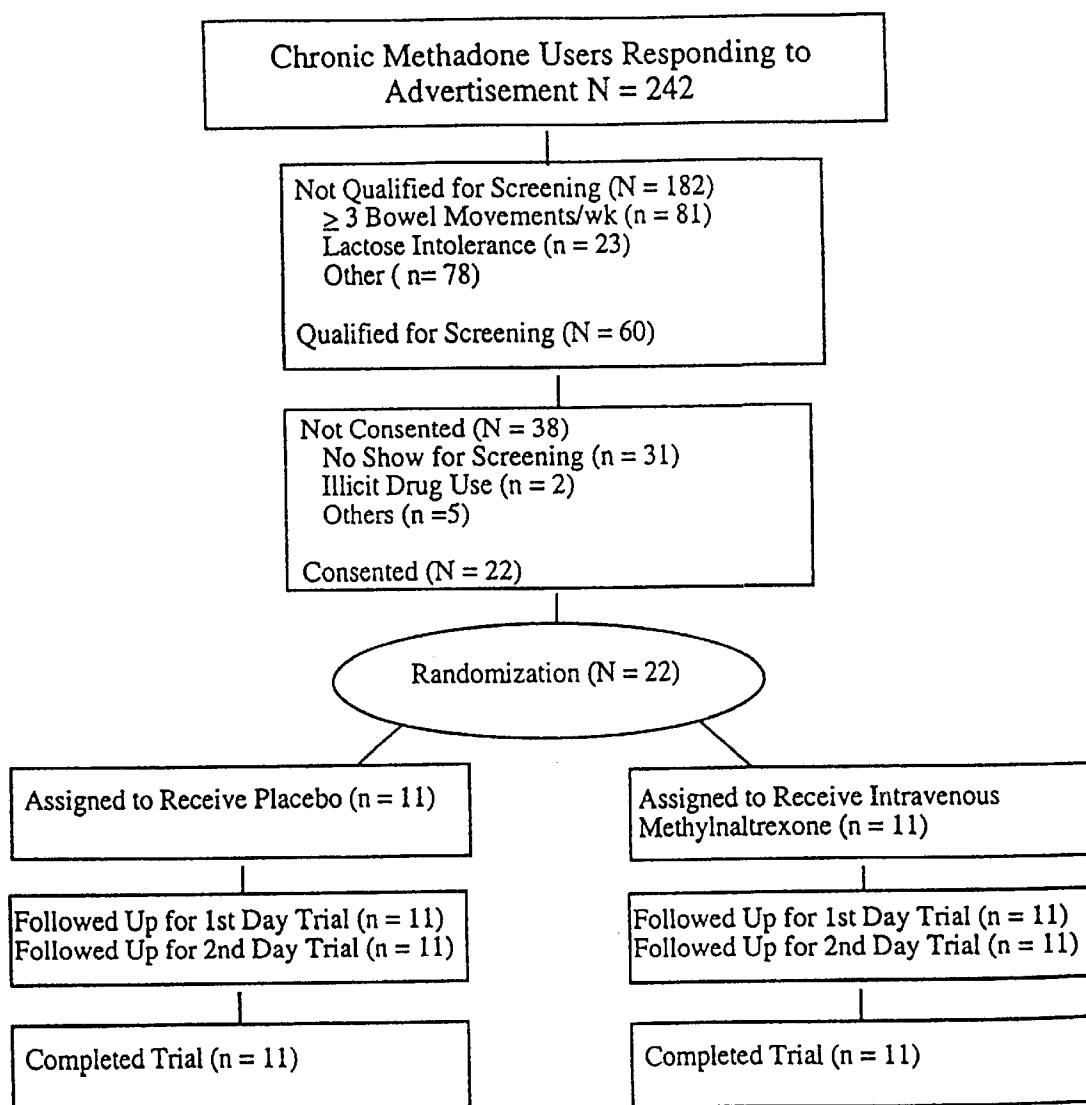 Chronic Methadone Users Responding to
Advertisement N = 242
Not Qualified for Screening (N = 182)
≥ 3 Bowel Movements/wk (n = 81)
Lactose Intolerance (n = 23)
Other ( n= 78)
Qualified for Screening (N = 60)
Not Consented (N = 38)
No Show for Screening (n = 31)
Illicit Drug Use (n = 2)
Others (n =5)
Consented (N = 22)
Randomization (N = 22)
Assigned to Receive Placebo (n = 11)
Assigned to Receive Intravenous
Methylnaltrexone (n = 11)
Followed Up for 1st Day Trial (n = 11)
Followed Up for 2nd Day Trial (n = 11)
Followed Up for 1st Day Trial (n = 11)
Followed Up for 2nd Day Trial (n = 11)
Completed Trial (n = 11)
Completed Trial (n = 11)